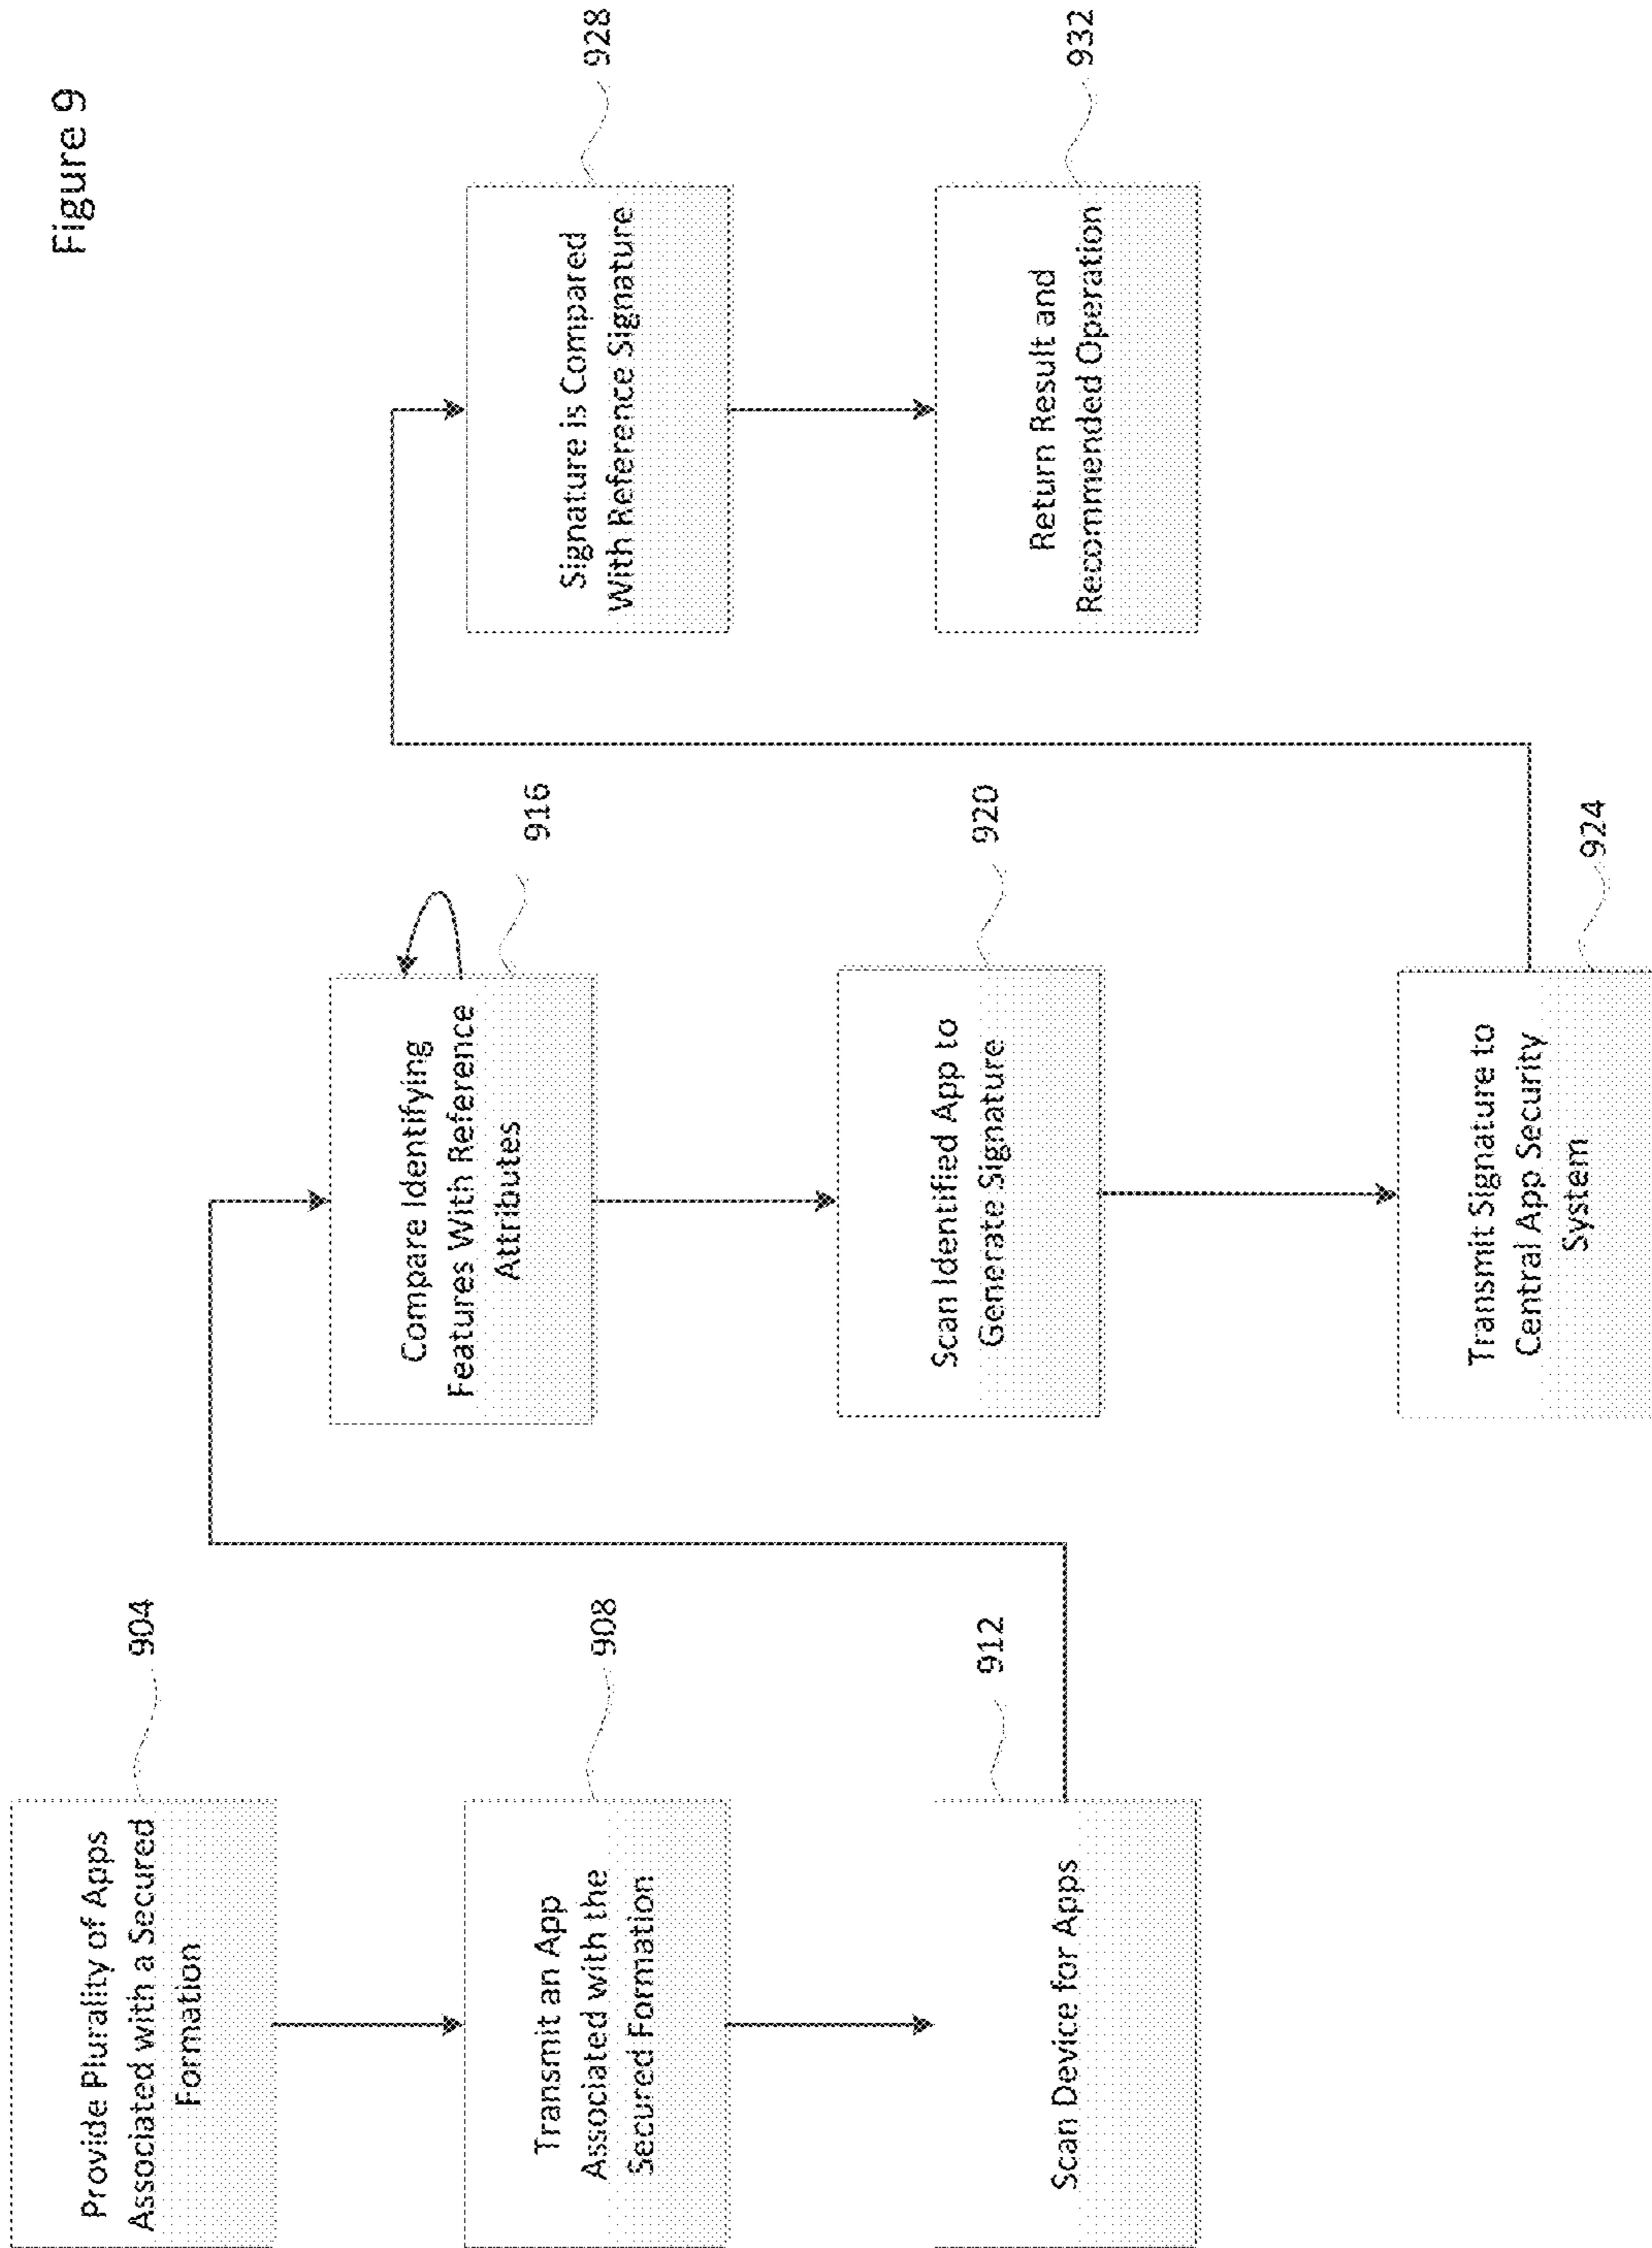 Figure 9
Provide Plurality of Apps
Associated with a Secured
Formation
904
Transmit an App
Associated with the
Secured Formation
908
Scan Device for Apps
912
Compare Identifying
Features With Reference
Attributes
916
Scan Identified App to
Generate Signature
920
Transmit Signature to
Central App Security
System
924
Signature is Compared
With Reference Signature
928
Return Result and
Recommended Operation
932